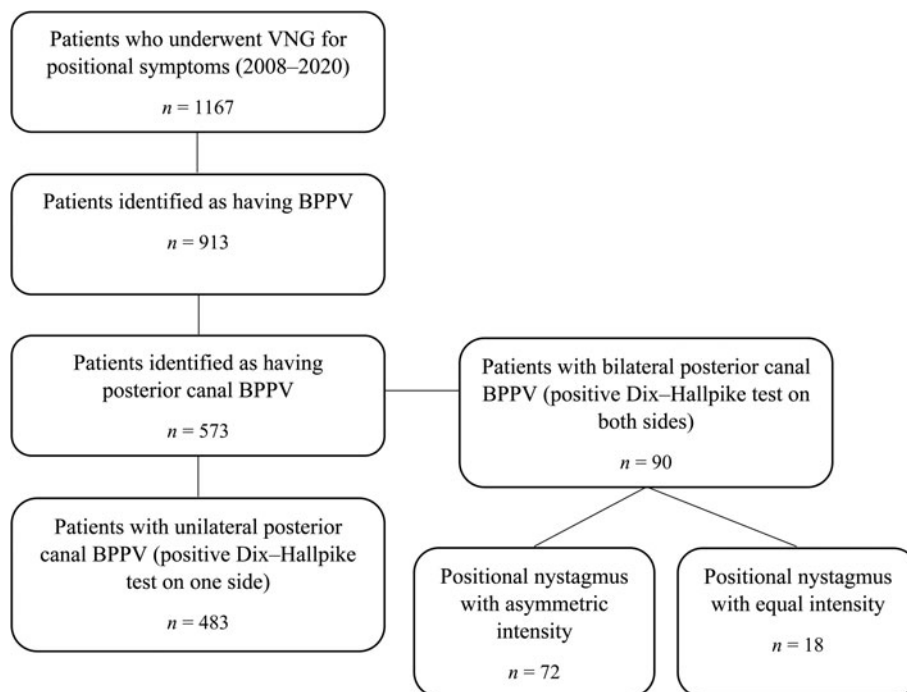 Patients who underwent VNG for
positional symptoms (2008–2020)
n = 1167
Patients identified as having BPPV
n = 913
Patients identified as having
posterior canal BPPV
n = 573
Patients with bilateral posterior canal
BPPV (positive Dix–Hallpike test on
both sides)
n = 90
Patients with unilateral posterior
canal BPPV (positive Dix–Hallpike
test on one side)
n = 483
Positional nystagmus
with asymmetric
intensity
n = 72
Positional nystagmus
with equal intensity
n = 18